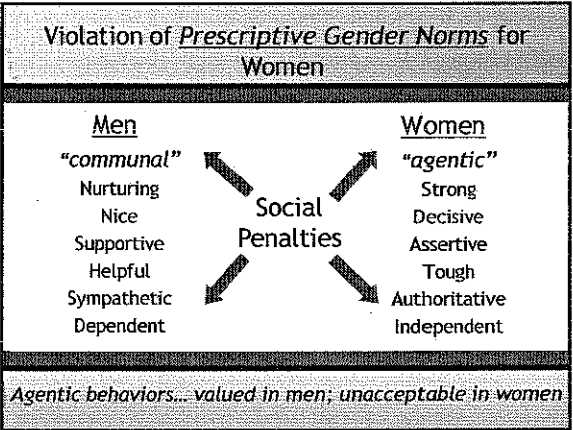 Violation of Prescriptive Gender Norms for
Women
Men
"communal"
Nurturing
Nice
Supportive
Helpful
Sympathetic
Dependent
Social
Penalties
Women
"agentic"
Strong
Decisive
Assertive
Tough
Authoritative
Independent
Agentic behaviors... valued in men; unacceptable in women